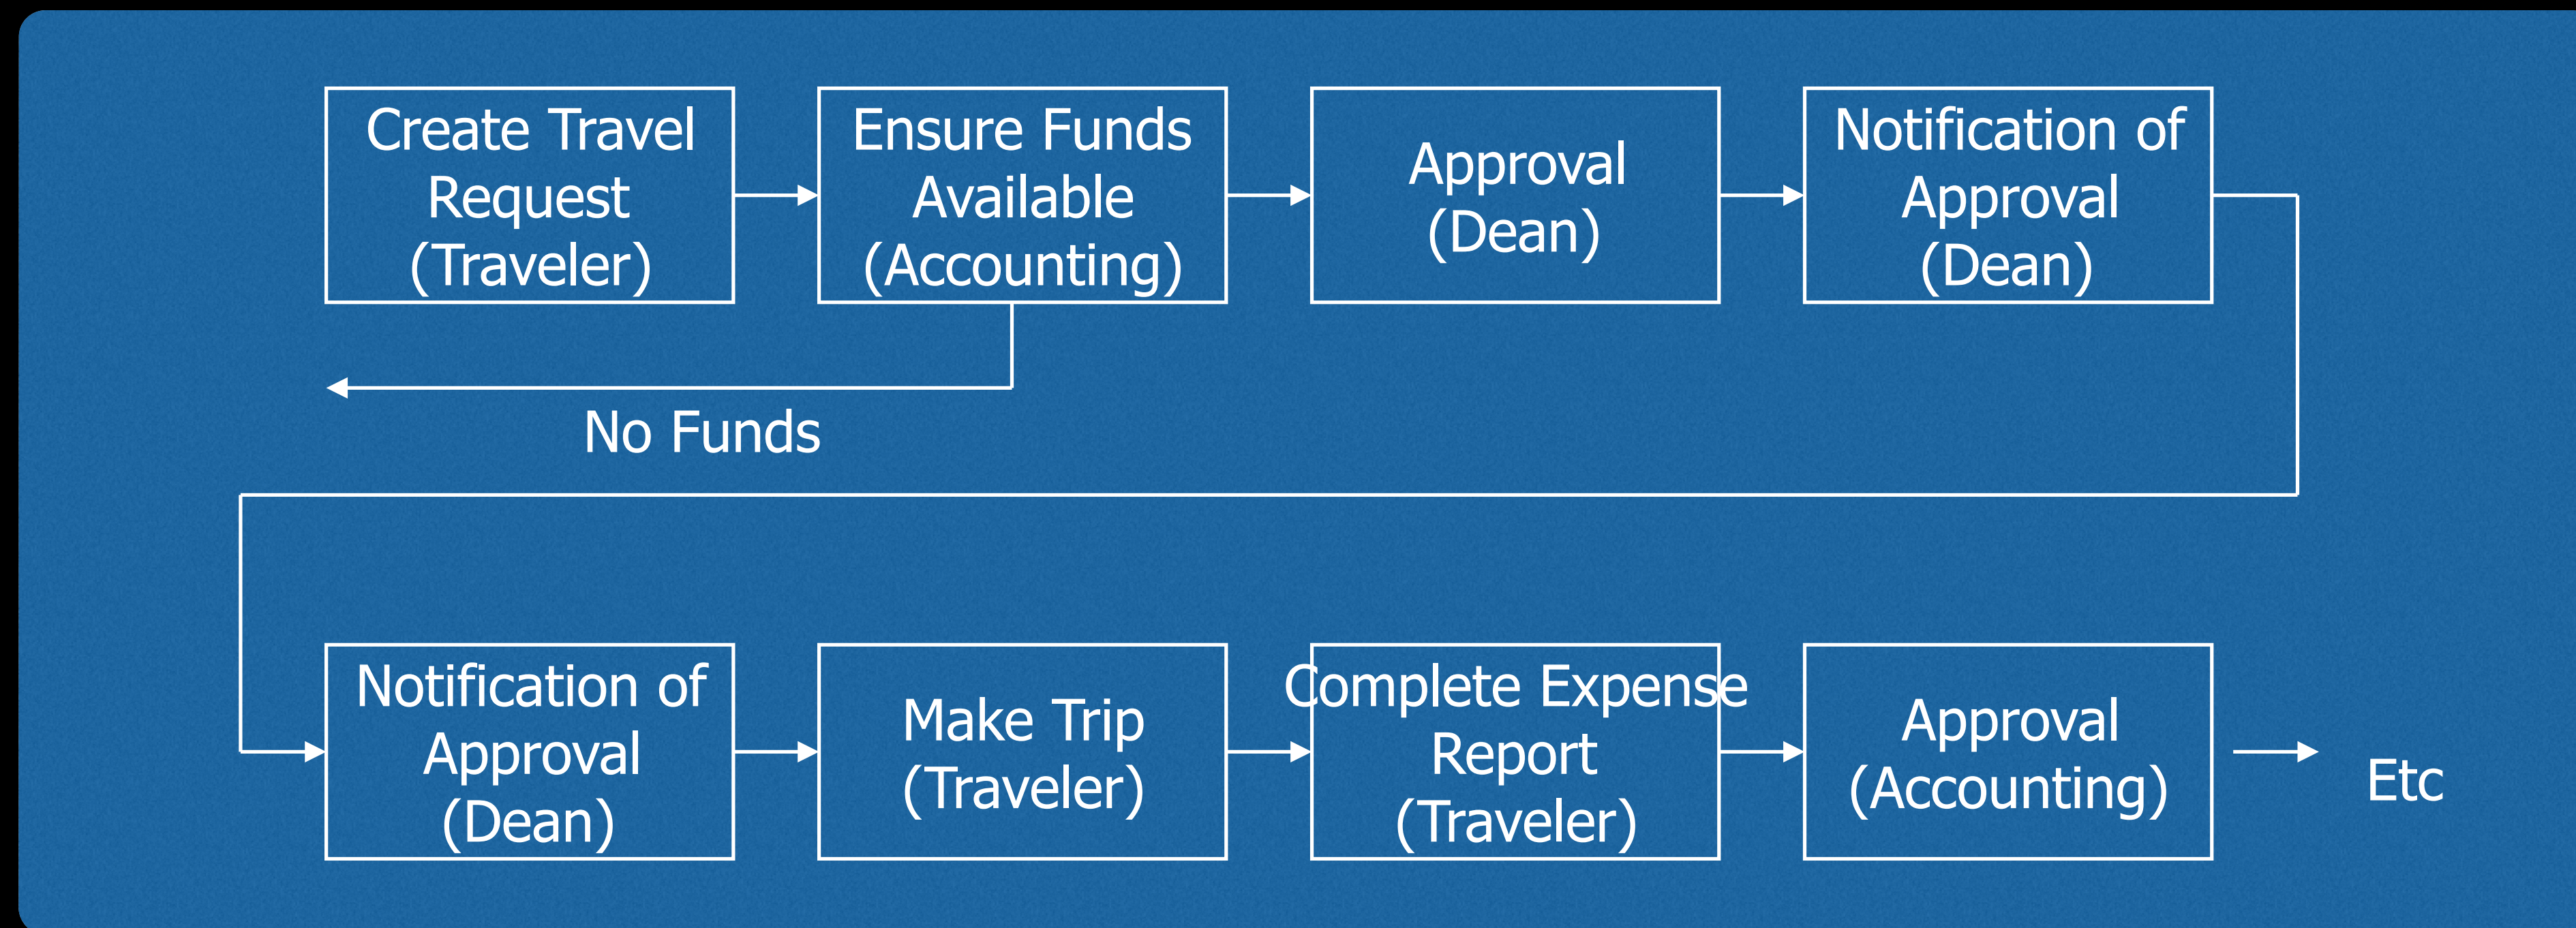 Create Travel
Request
(Traveler)
Ensure Funds
Available
(Accounting)
Approval
(Dean)
Notification of
Approval
(Dean)
No Funds
Notification of
Approval
(Dean)
Make Trip
(Traveler)
Complete Expense
Report
(Traveler)
Approval
(Accounting)
Etc